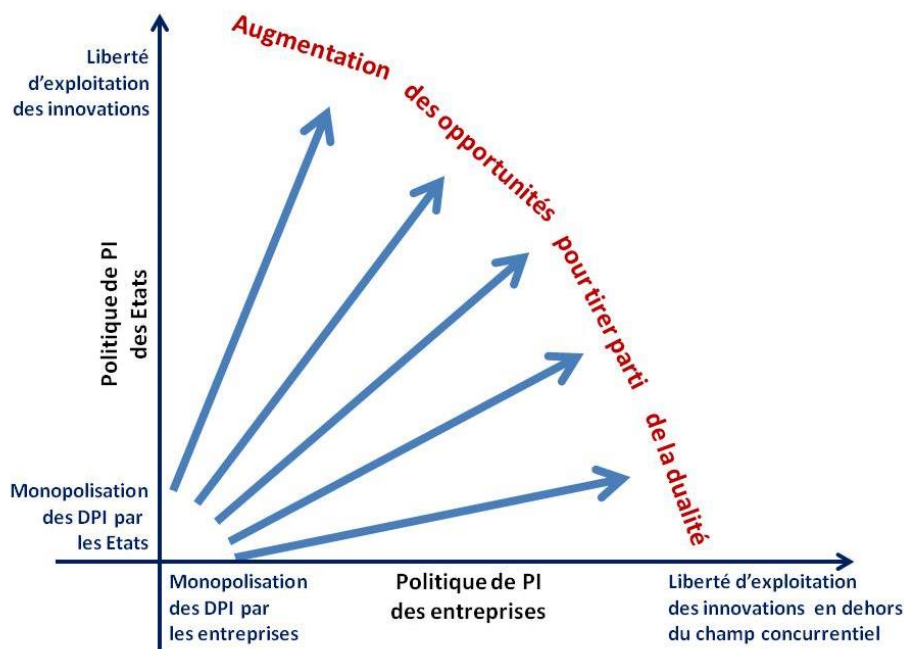 Liberté
d’exploitation
des innovations
Augmentation des opportunités pour tirer parti de la dualité
Politique de PI
des Etats
Monopolisation
des DPI par
les Etats
Monopolisation
des DPI par
les entreprises
Politique de PI
des entreprises
Liberté d’exploitation
des innovations en dehors
du champ concurrentiel